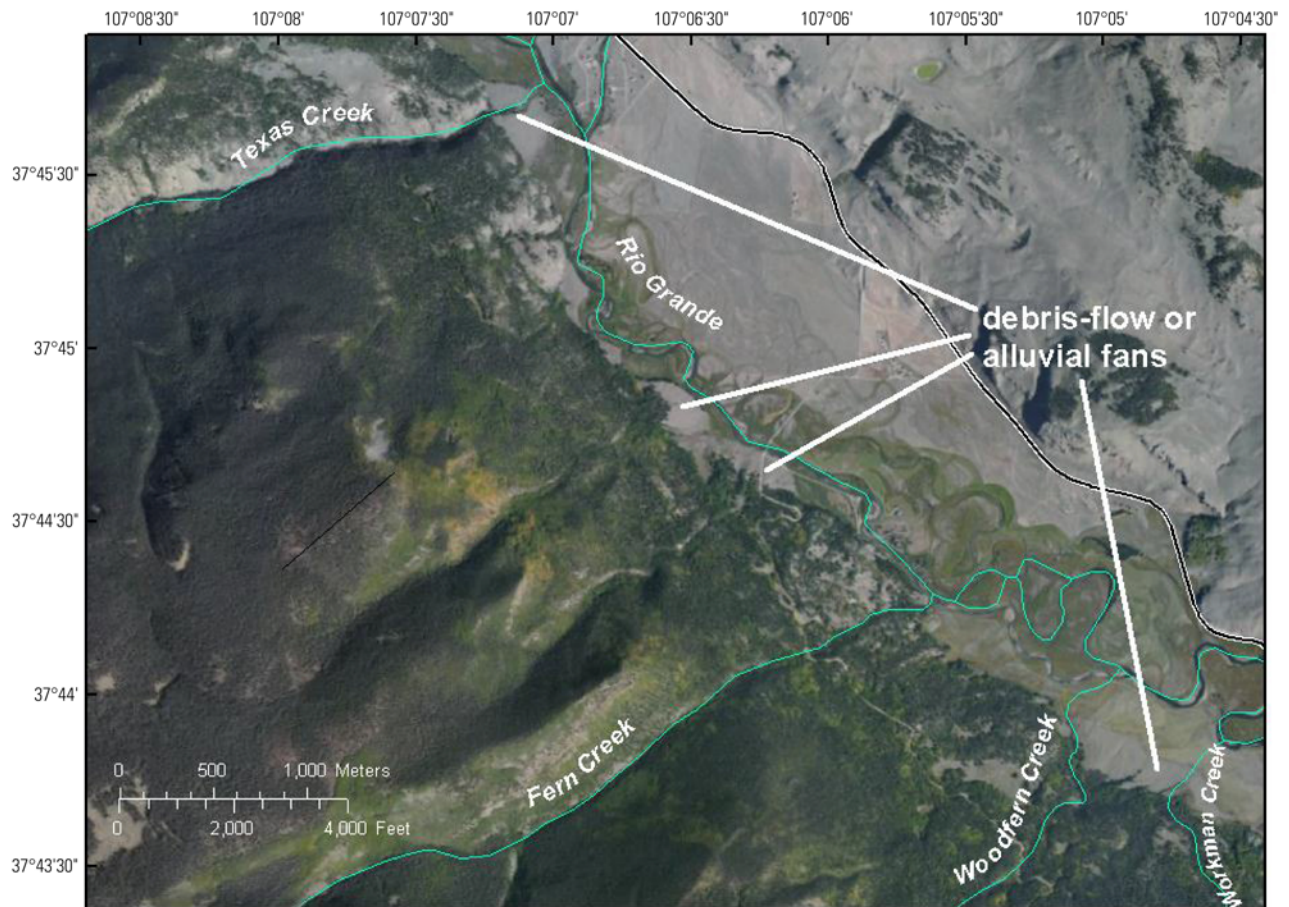 107°08'30" 107°08' 107°07'30" 107°07' 107°06'30" 107°06' 107°05'30" 107°05' 107°04'30"
Texas Creek
37°45'30"
Rio Grande
debris-flow or
alluvial fans
37°45'
37°44'30"
37°44'
Fern Creek
Woodfern Creek
Workman Creek
0 500 1,000 Meters
0 2,000 4,000 Feet
37°43'30"